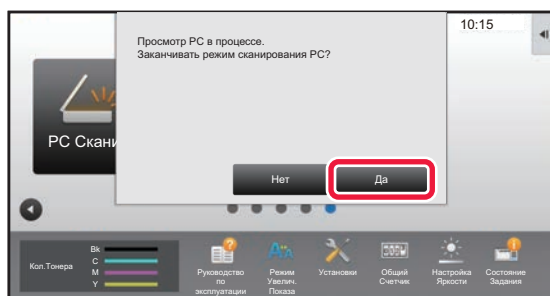 10:15
Просмотр PC в процессе.
Заканчивать режим сканирования PC?
PC Скани
Нет
Да
Кол.Тонера
Bk
C
M
Y
Руководство
по
эксплуатации
Режим
Увелич.
Показа
Установки
Общий
Счетчик
Настройка
Яркости
Состояние
Задания